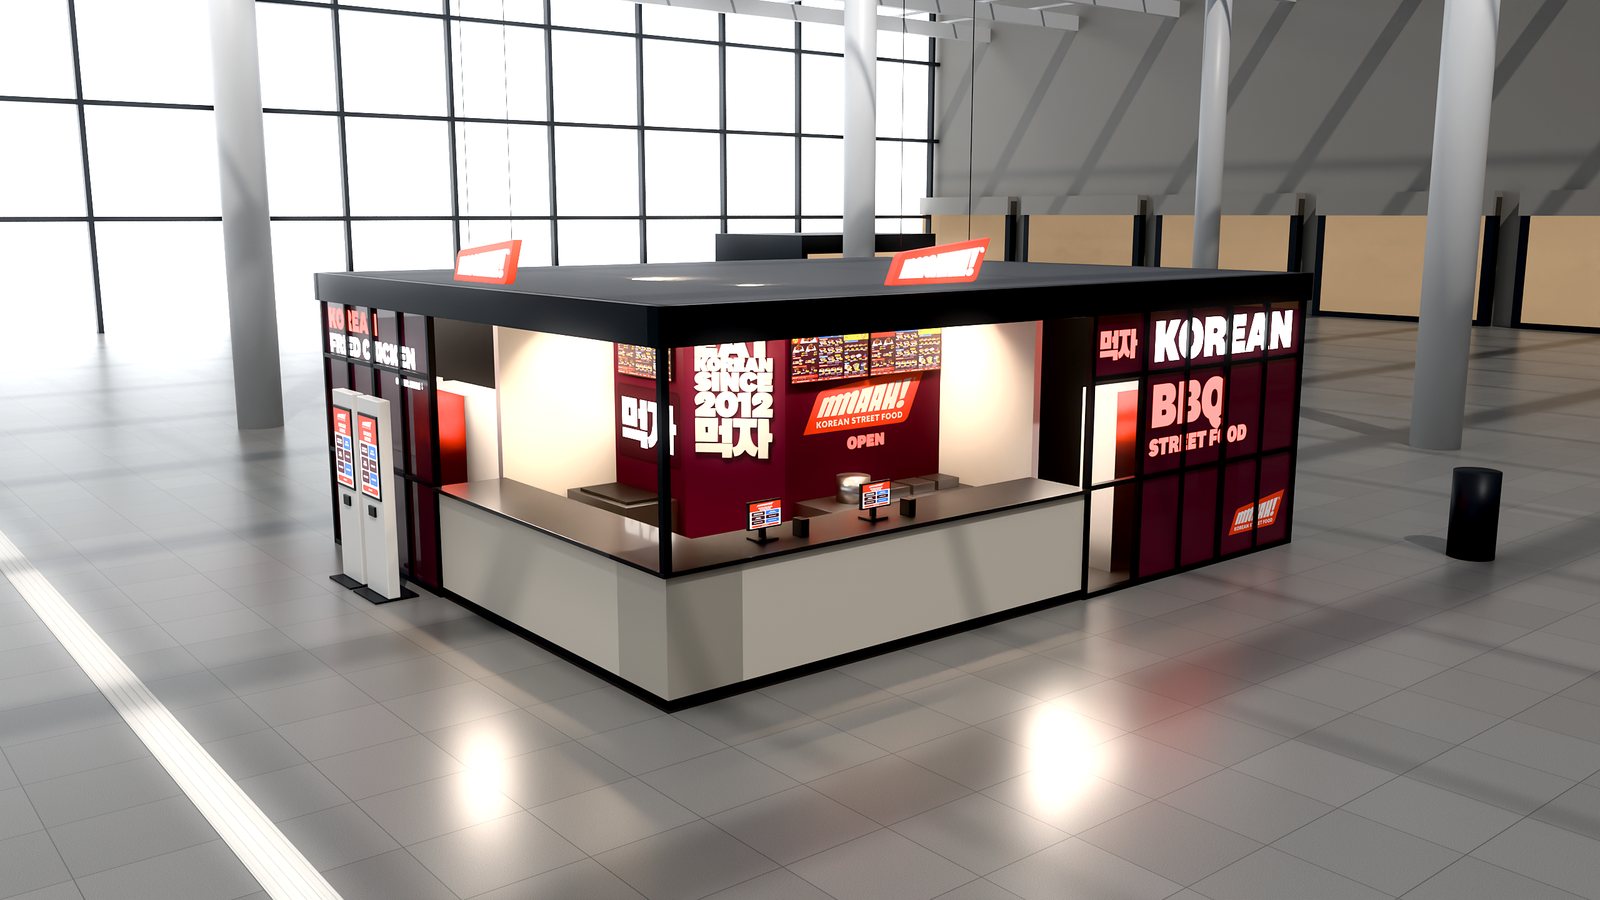 KOREAN
FRIED CHICKEN
먹자
EAT
KOREAN
SINCE
2012
먹자
MMAAH!
KOREAN STREET FOOD
OPEN
먹자
KOREAN
BBQ
STREET FOOD
MMAAH!
KOREAN STREET FOOD